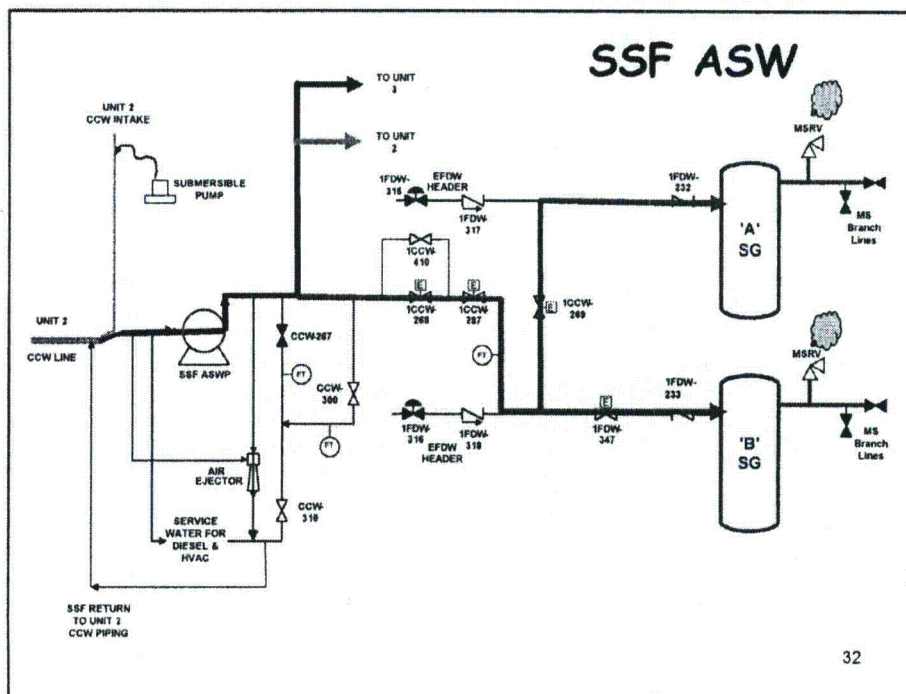 SSF ASW
TO UNIT
3
UNIT 2
CCW INTAKE
TO UNIT
2
SUBMERSIBLE
PUMP
1FDW-
315
EFDW
HEADER
1FDW-
317
1FDW-
232
MSRV
'A'
SG
MS
Branch
Lines
1CCW-
410
E
E
1CCW-
268
1CCW-
287
E
1CCW-
269
UNIT 2
CCW LINE
SSF ASWP
CCW-267
FT
CCW-
300
FT
FT
MSRV
E
1FDW-
233
1FDW-
316
EFDW
HEADER
1FDW-
318
1FDW-
347
'B'
SG
MS
Branch
Lines
AIR
EJECTOR
CCW-
310
SERVICE
WATER FOR
DIESEL &
HVAC
SSF RETURN
TO UNIT 2
CCW PIPING
32